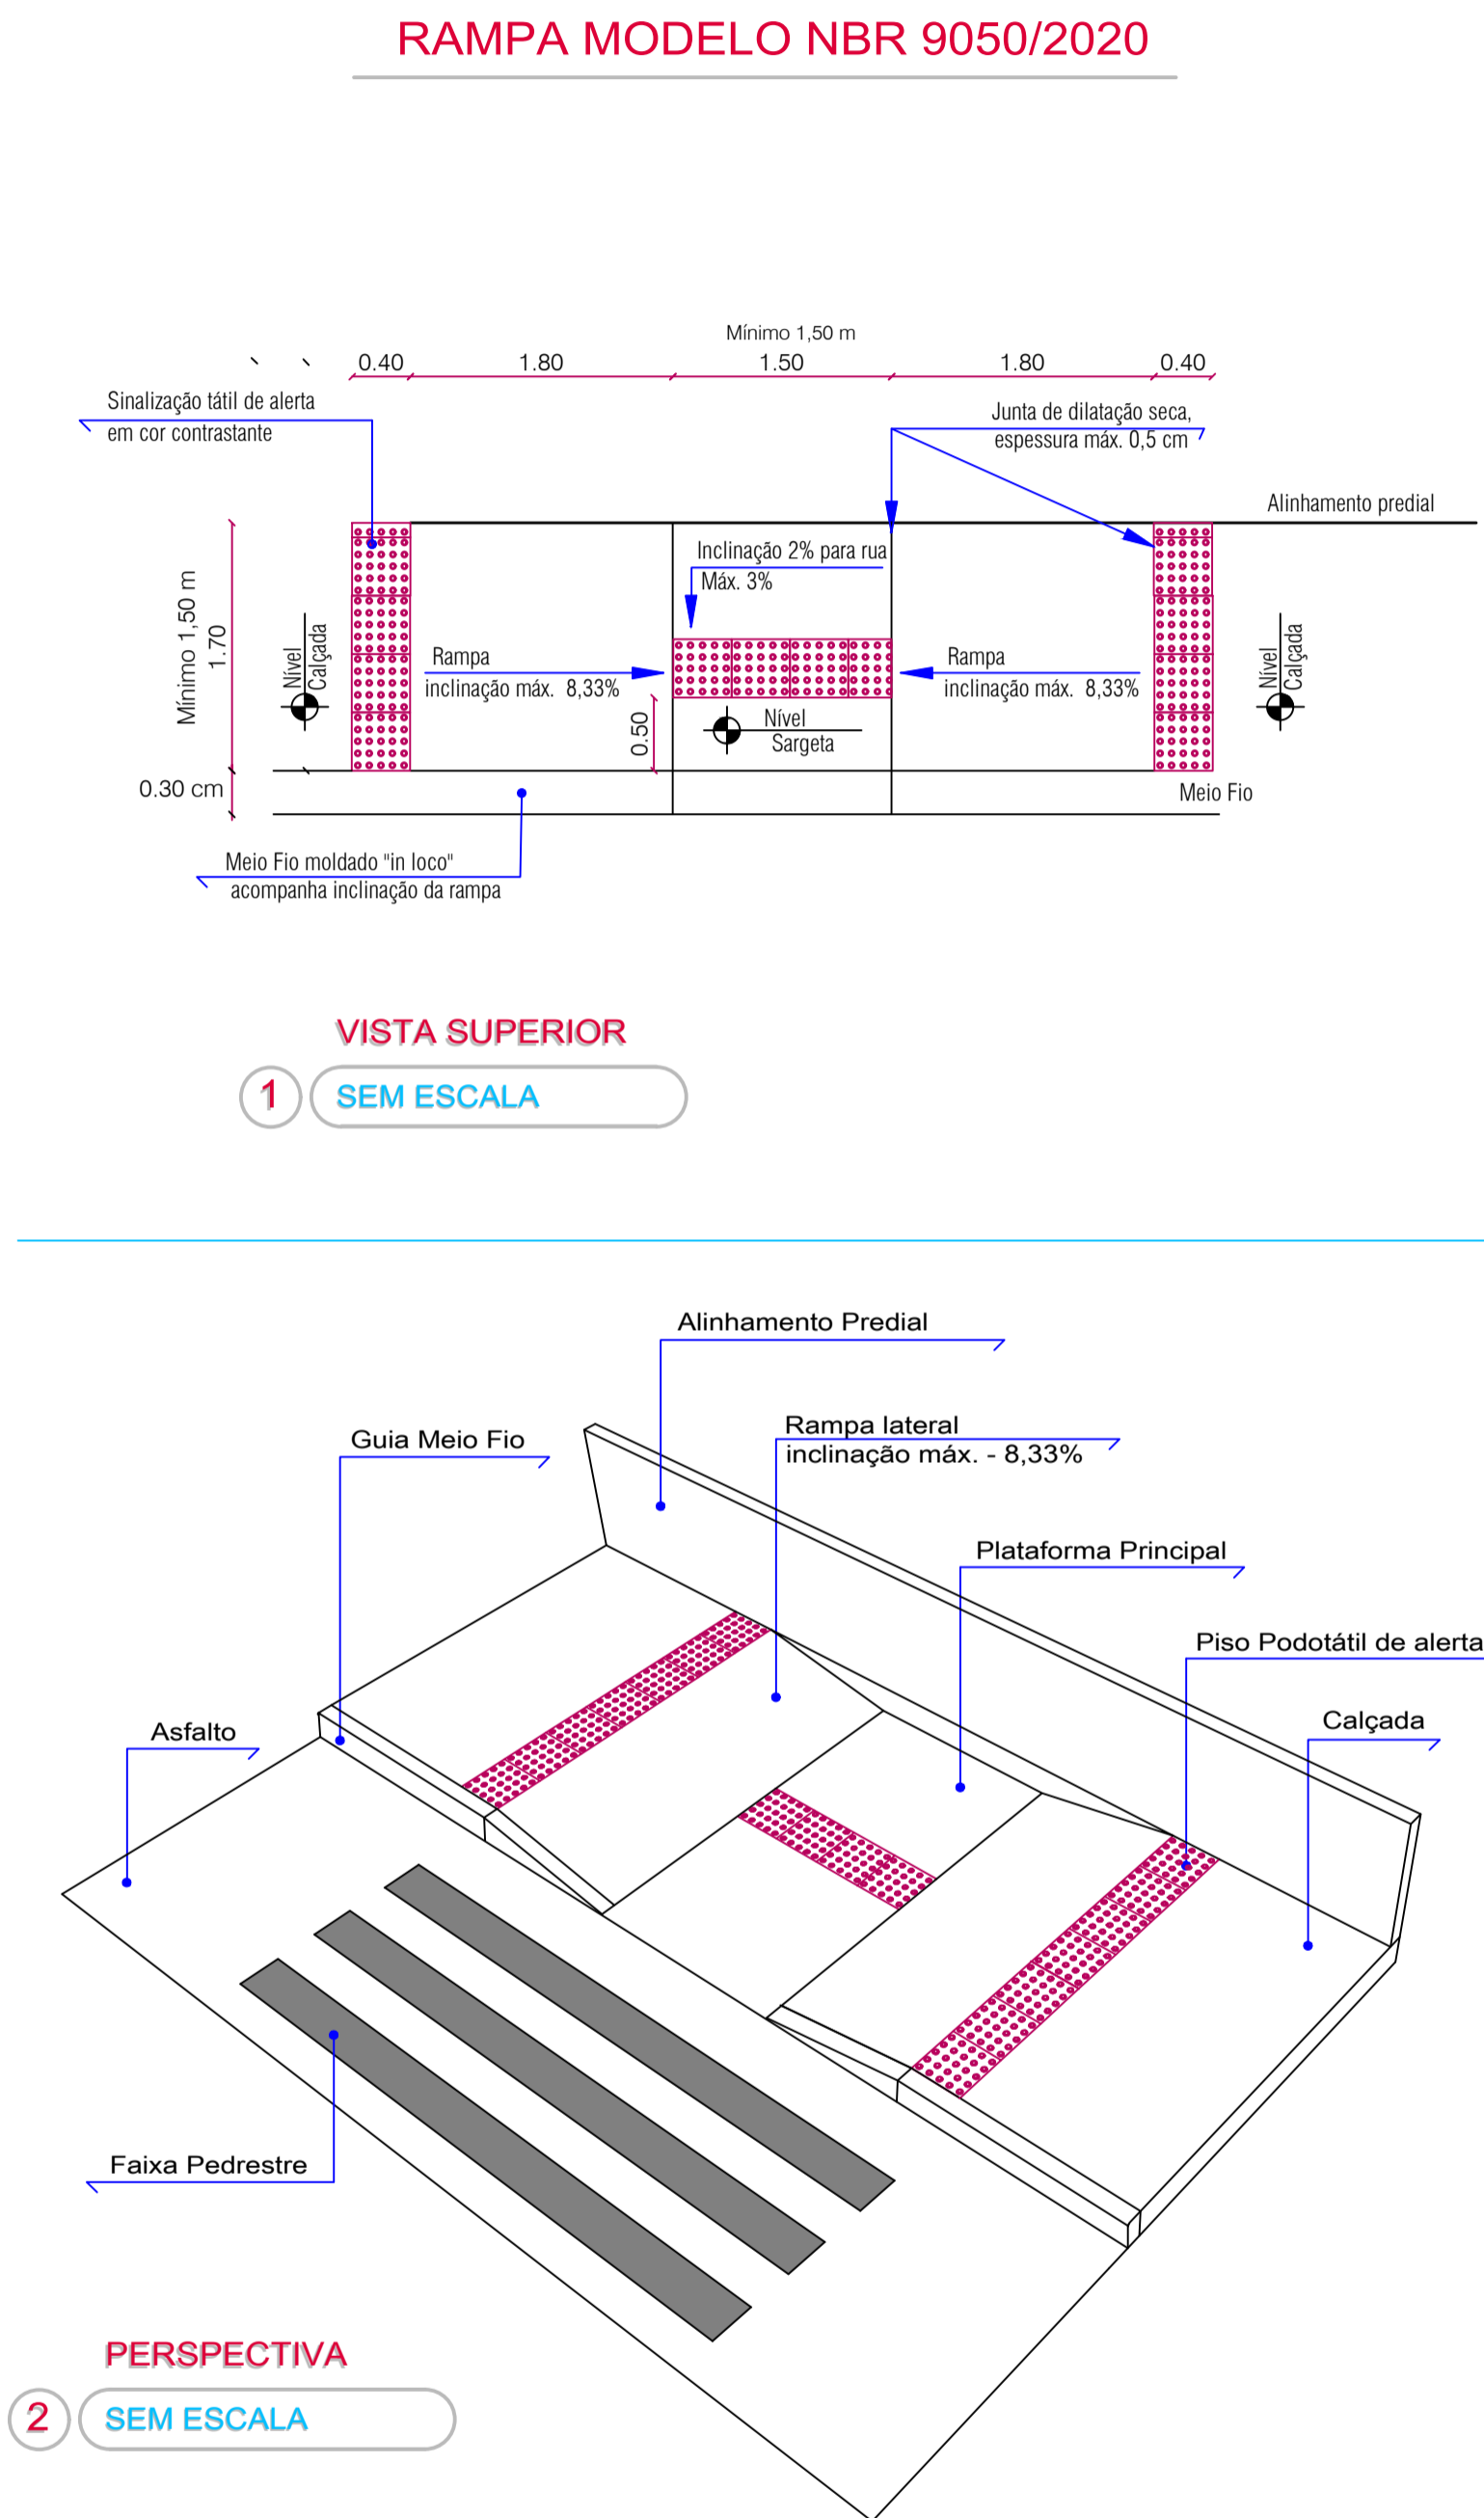 RAMPA MODELO NBR 9050/2020
Mínimo 1,50 m
0.40
1.80
1.50
1.80
0.40
Sinalização tátil de alerta
em cor contrastante
Junta de dilatação seca,
espessura máx. 0,5 cm
Alinhamento predial
Inclinação 2% para rua
Máx. 3%
Mínimo 1,50 m
1.70
Nível
Calçada
Rampa
inclinação máx. 8,33%
Rampa
inclinação máx. 8,33%
Nível
Calçada
0.50
Nível
Sargeta
0.30 cm
Meio Fio
Meio Fio moldado "in loco"
acompanha inclinação da rampa
VISTA SUPERIOR
1
SEM ESCALA
Alinhamento Predial
Rampa lateral
inclinação máx. - 8,33%
Guia Meio Fio
Plataforma Principal
Piso Podotátil de alerta
Calçada
Asfalto
Faixa Pedestre
PERSPECTIVA
2
SEM ESCALA